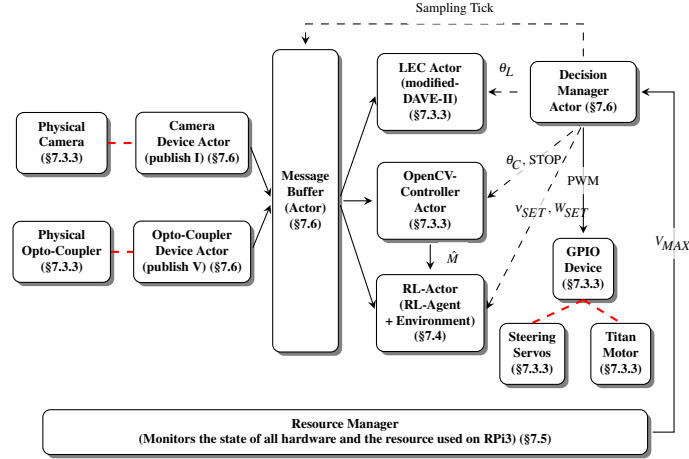 Sampling Tick
LEC Actor
(modified-
DAVE-II)
(§7.3.3)
θ_L
Decision
Manager
Actor (§7.6)
Physical
Camera
(§7.3.3)
Camera
Device Actor
(publish I) (§7.6)
Message
Buffer
(Actor)
(§7.6)
OpenCV-
Controller
Actor
(§7.3.3)
θ_C, STOP
PWM
ν_SET, W_SET
Physical
Opto-Coupler
(§7.3.3)
Opto-Coupler
Device Actor
(publish V) (§7.6)
M̂
GPIO
Device
(§7.3.3)
V_MAX
RL-Actor
(RL-Agent
+ Environment)
(§7.4)
Steering
Servos
(§7.3.3)
Titan
Motor
(§7.3.3)
Resource Manager
(Monitors the state of all hardware and the resource used on RPi3) (§7.5)